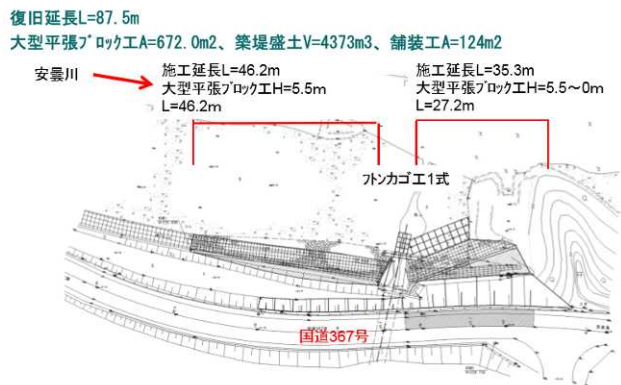 復旧延長L=87.5m
大型平張ブロック工A=672.0m2、築堤盛土V=4373m3、舗装工A=124m2
安曇川
施工延長L=46.2m
大型平張ブロック工H=5.5m
L=46.2m
施工延長L=35.3m
大型平張ブロック工H=5.5～0m
L=27.2m
フトンカゴ工1式
国道367号